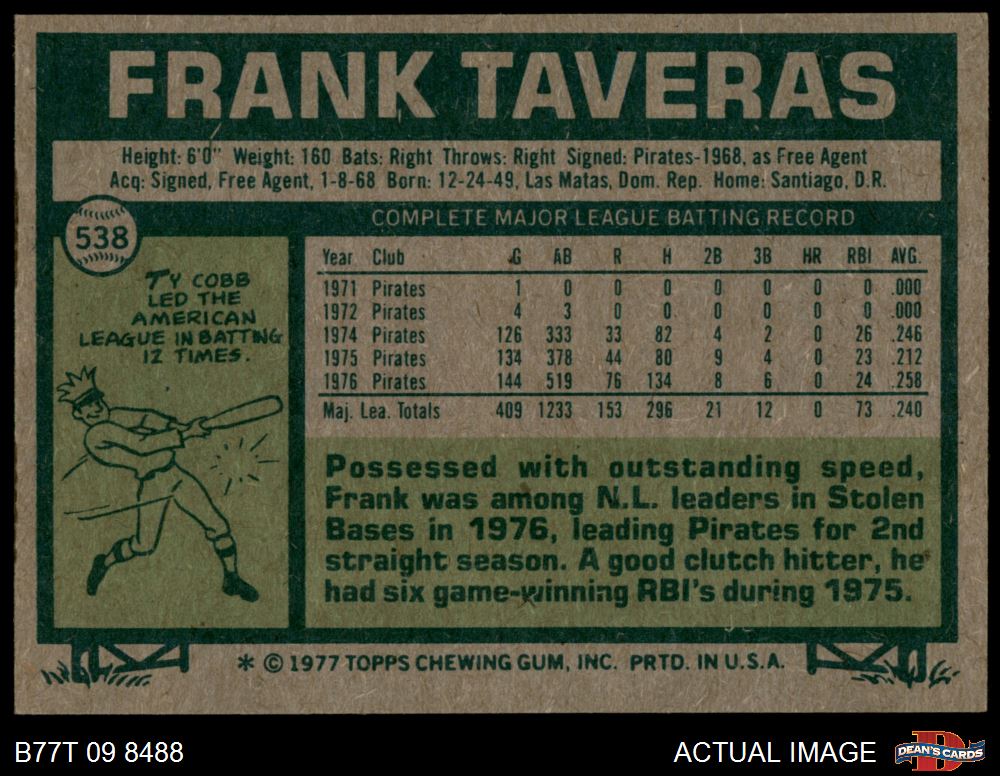 FRANK TAVERAS
Height: 6'0" Weight: 160 Bats: Right Throws: Right Signed: Pirates-1968, as Free Agent
Acq: Signed, Free Agent, 1-8-68 Born: 12-24-49, Las Matas, Dom. Rep. Home: Santiago, D.R.
538
TY COBB
LED THE
AMERICAN
LEAGUE IN BATTING
12 TIMES.
COMPLETE MAJOR LEAGUE BATTING RECORD
Year Club G AB R H 2B 3B HR RBI AVG.
1971 Pirates 1 0 0 0 0 0 0 0 .000
1972 Pirates 4 3 0 0 0 0 0 0 .000
1974 Pirates 126 333 33 82 4 2 0 26 .246
1975 Pirates 134 378 44 80 9 4 0 23 .212
1976 Pirates 144 519 76 134 8 6 0 24 .258
Maj. Lea. Totals 409 1233 153 296 21 12 0 73 .240
Possessed with outstanding speed,
Frank was among N.L. leaders in Stolen
Bases in 1976, leading Pirates for 2nd
straight season. A good clutch hitter, he
had six game-winning RBI's during 1975.
* © 1977 TOPPS CHEWING GUM, INC. PRTD. IN U.S.A.
B77T 09 8488
ACTUAL IMAGE
D
DEAN'S CARDS